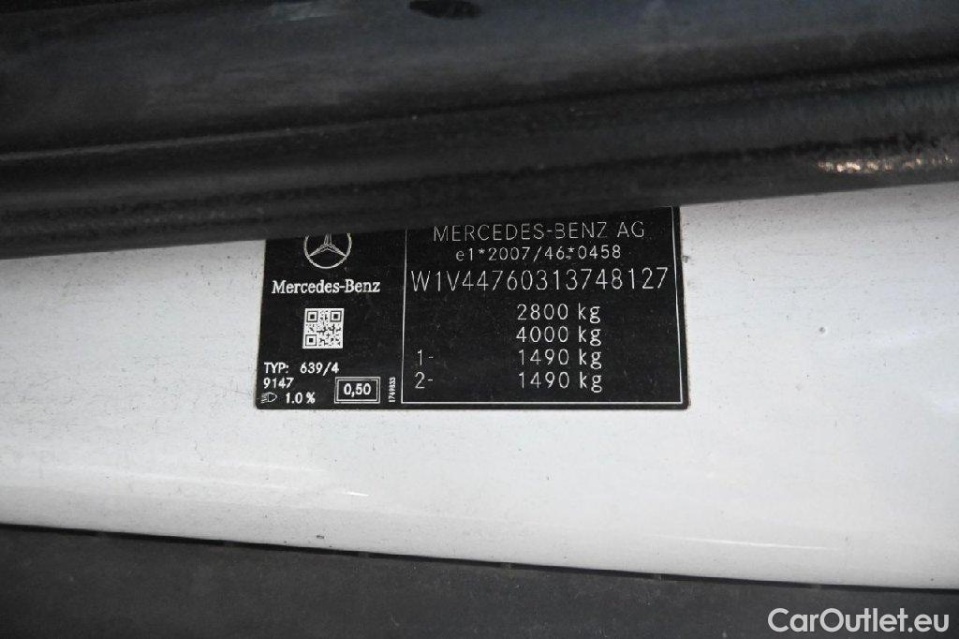 MERCEDES-BENZ AG
e1*2007/46*0458
W1V44760313748127
2800 kg
4000 kg
1- 1490 kg
2- 1490 kg
Mercedes-Benz
TYP: 639/4
9147
1.0 %
0,50
CarOutlet.eu